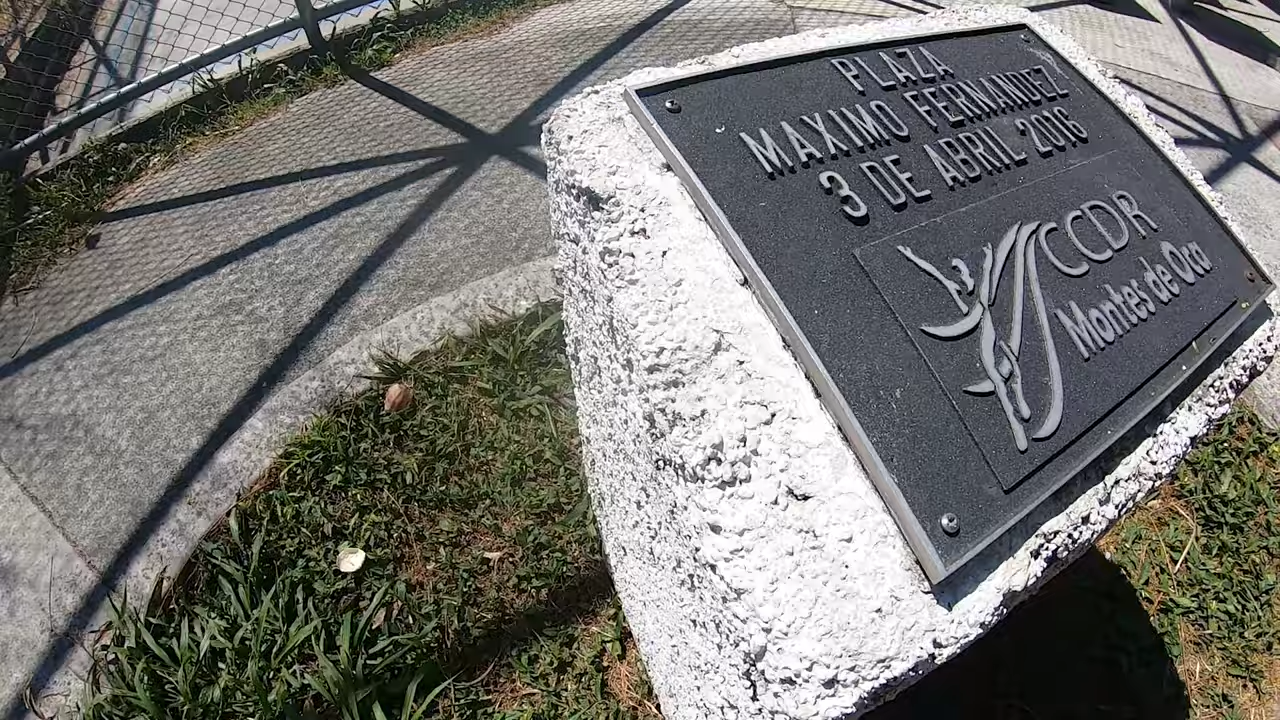 PLAZA
MAXIMO FERNANDEZ
3 DE ABRIL 2016
CCDR
Montes de Oca